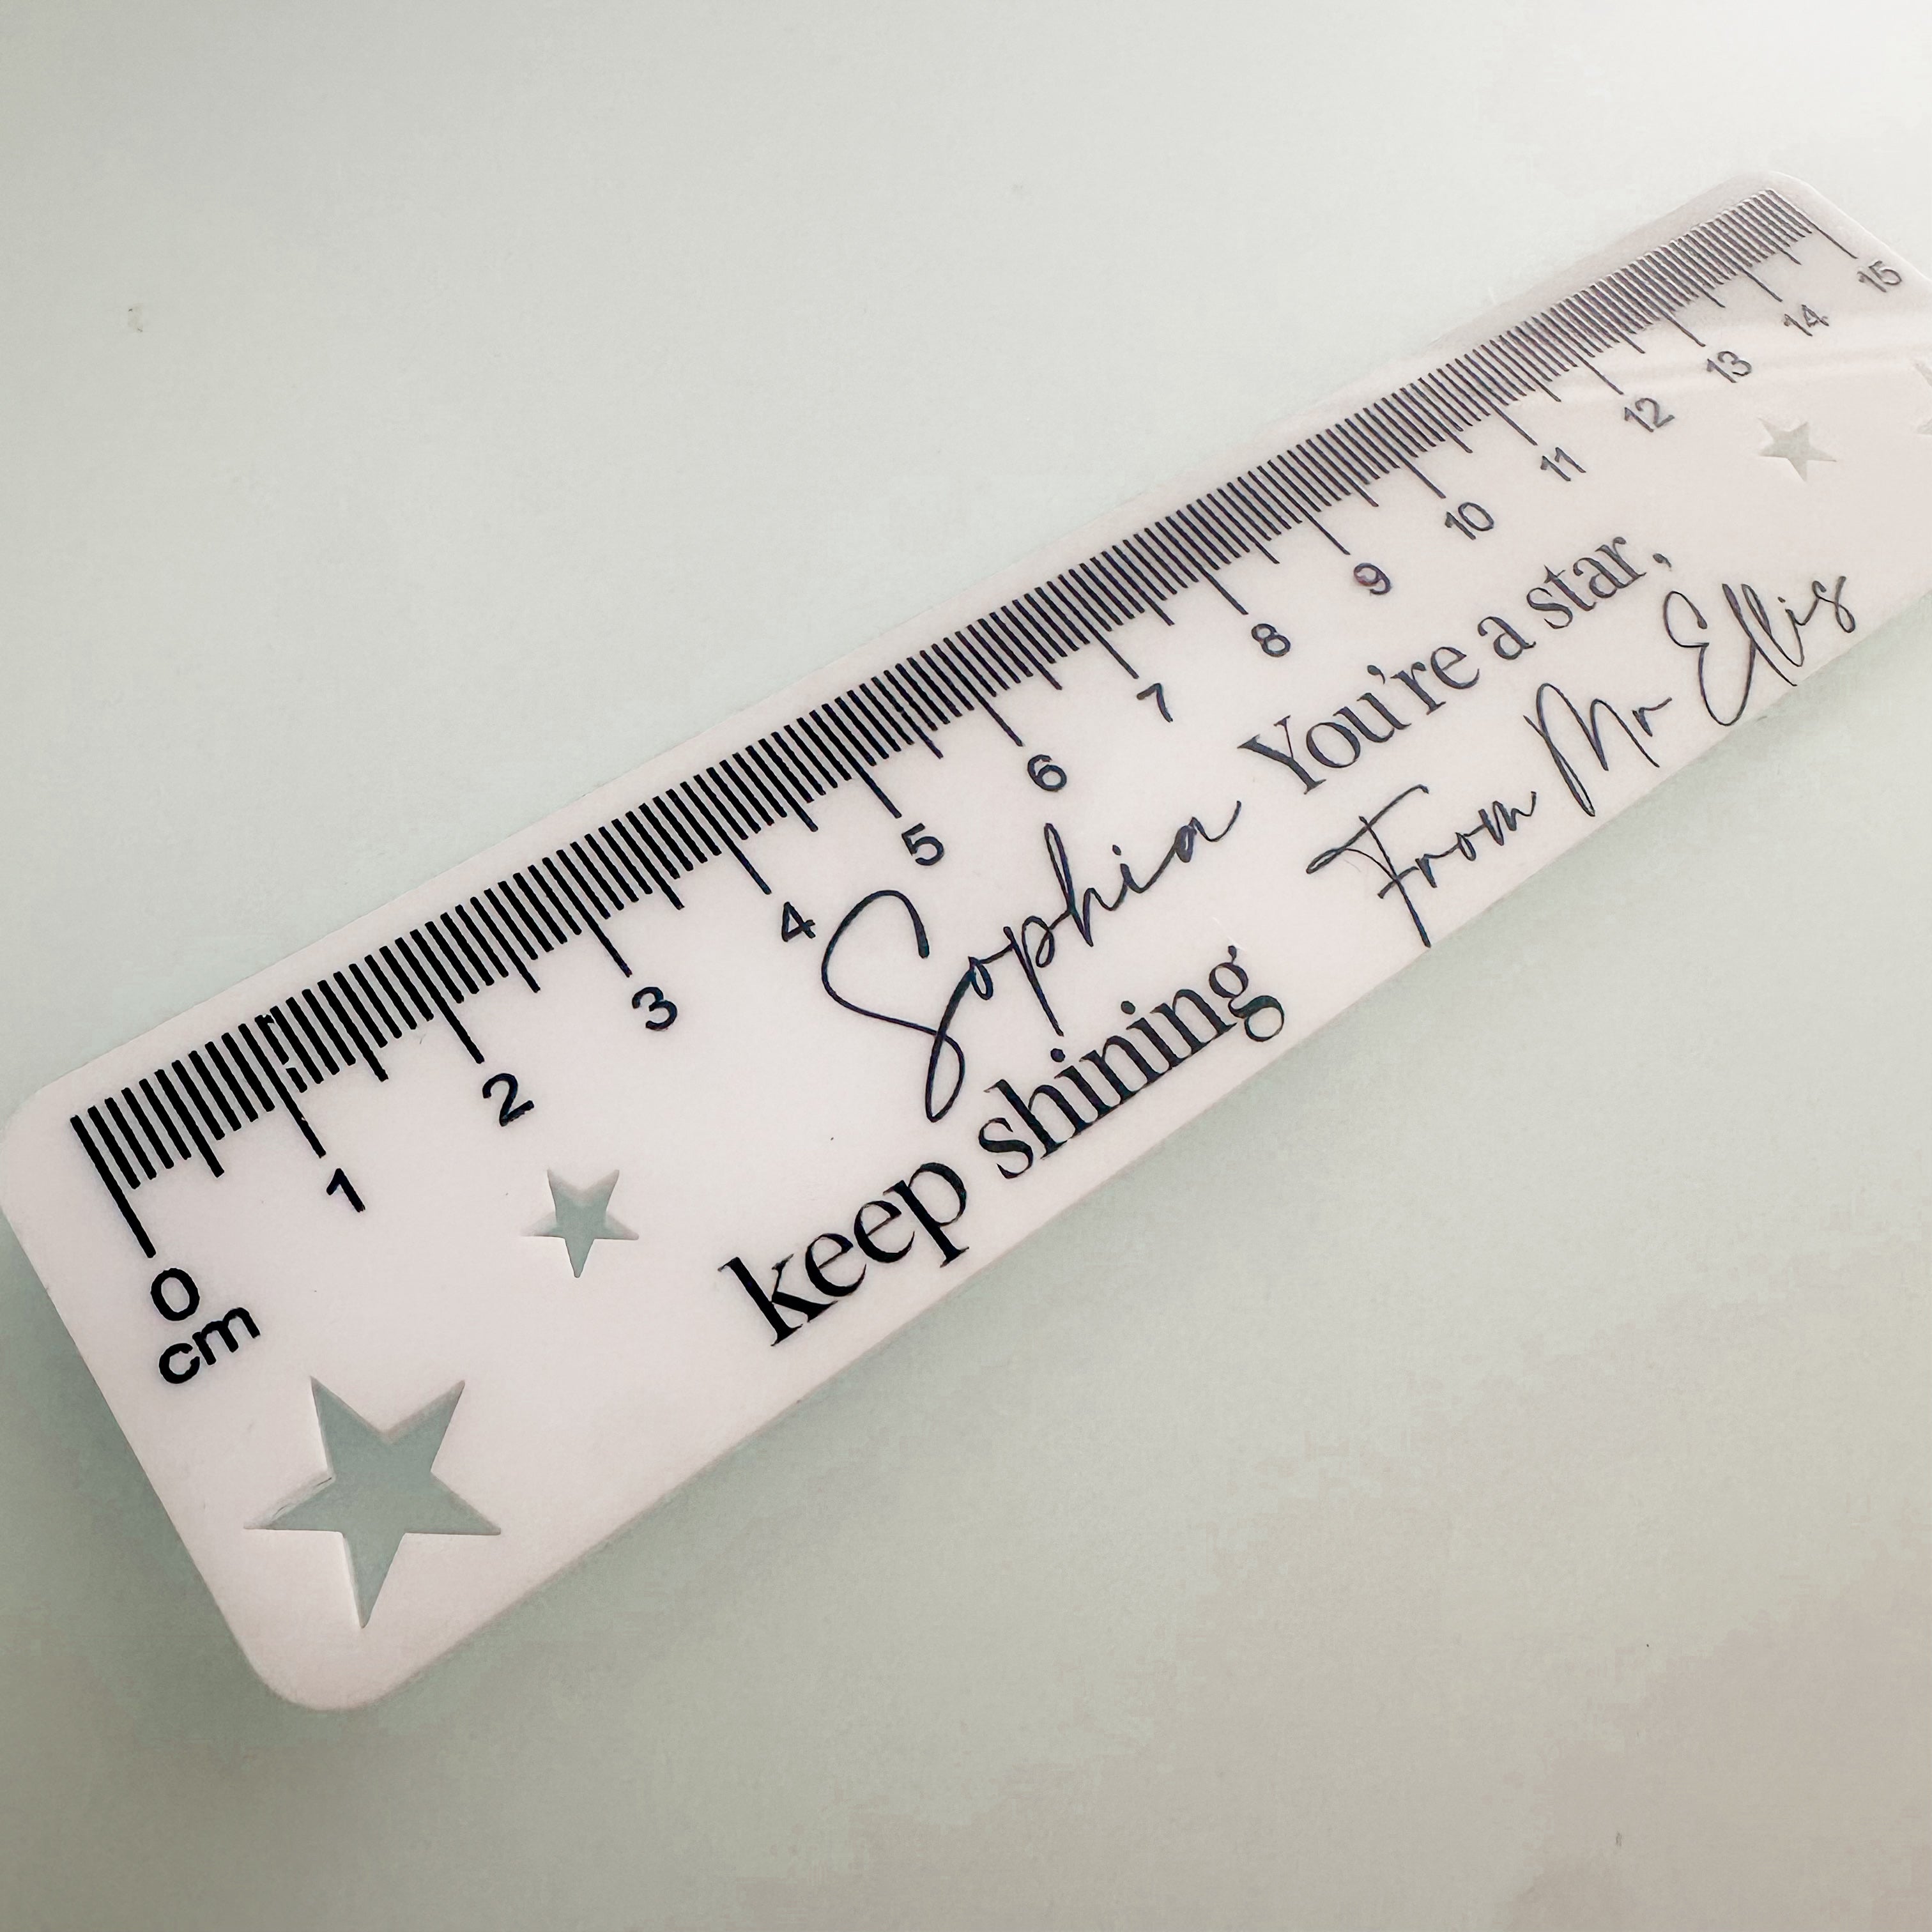 0 1 2 3 4 5 6 7 8 9 10 11 12 13 14 15
cm
Sophia You're a star,
keep shining From Mr Ellis